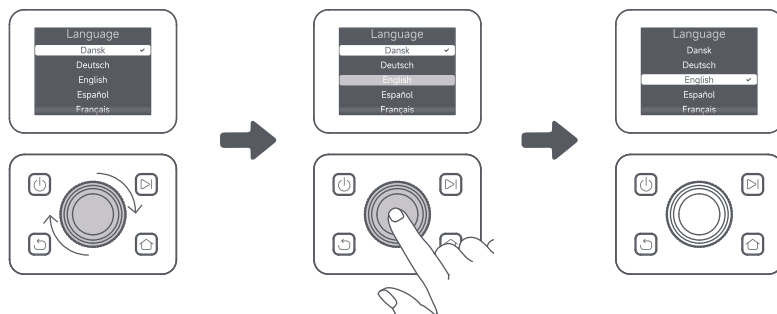 Language
Dansk
Deutsch
English
Español
Français
Language
Dansk
Deutsch
English
Español
Français
Language
Dansk
Deutsch
English
Español
Français